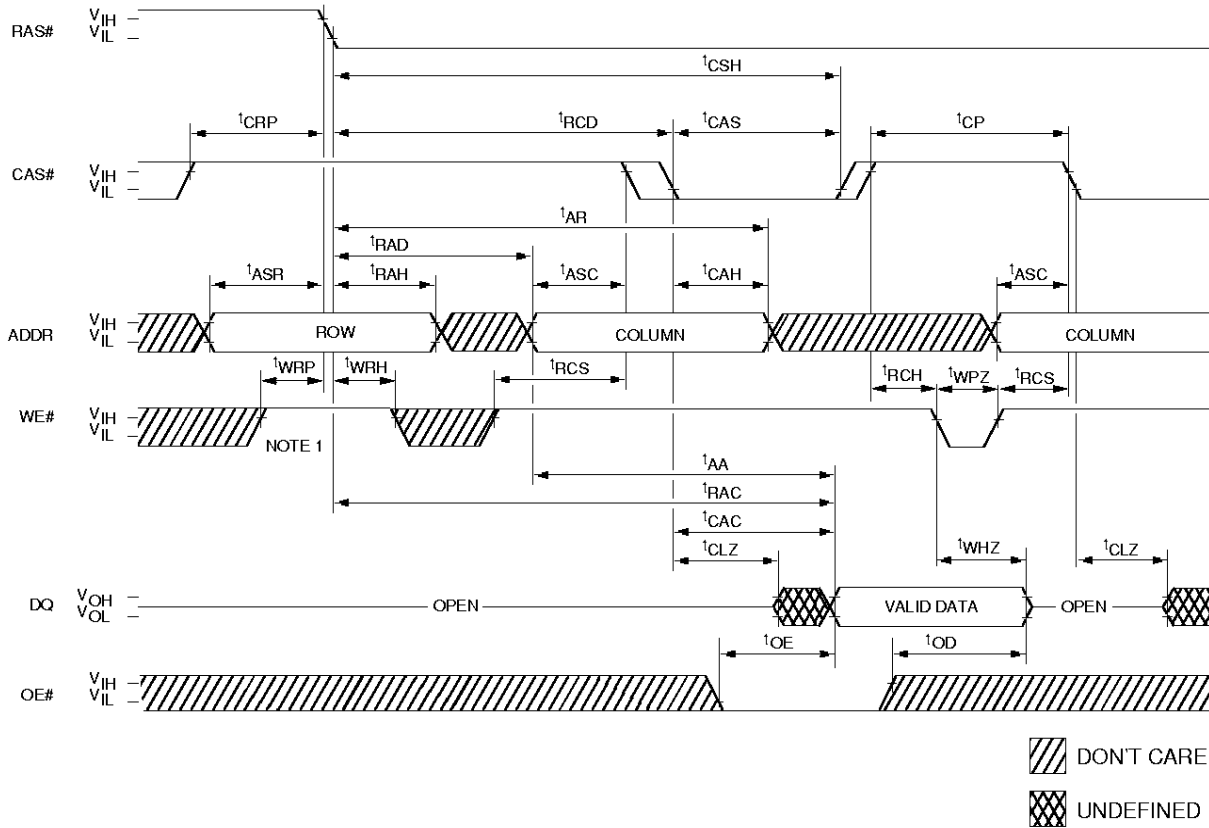 RAS# VIH
VIL
tCSH
tCRP tRCD tCAS tCP
CAS# VIH
VIL
tAR
tRAD
tASR tRAH tASC tCAH tASC
ADDR VIH
VIL
ROW COLUMN COLUMN
tWRP tWRH tRCS tRCH tWPZ tRCS
WE# VIH
VIL
NOTE 1
tAA
tRAC
tCAC
tCLZ tWHZ tCLZ
DQ VOH
VOL
OPEN VALID DATA OPEN
tOE tOD
OE# VIH
VIL
DON'T CARE
UNDEFINED